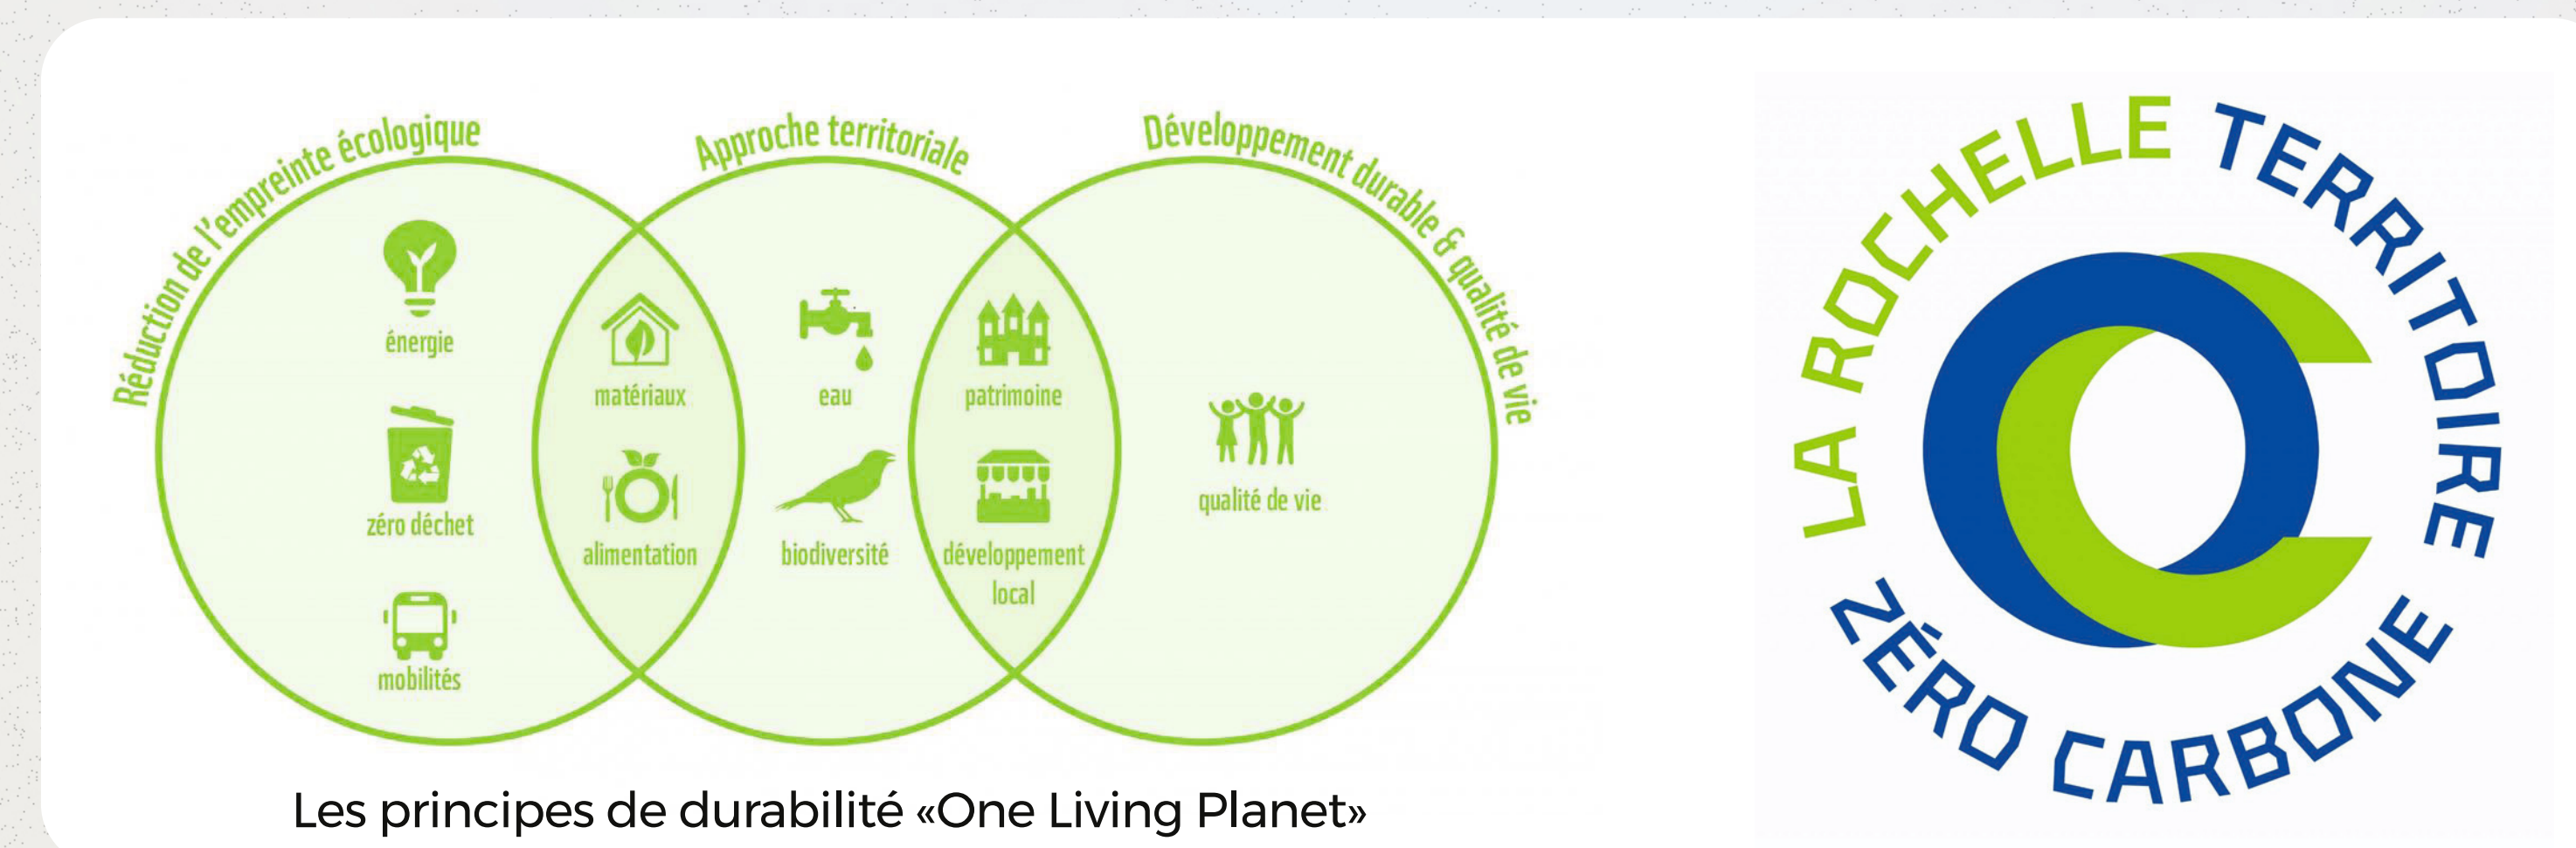 Réduction de l'empreinte écologique
Approche territoriale
Développement durable & qualité de vie
énergie
zéro déchet
mobilités
matériaux
alimentation
eau
biodiversité
patrimoine
développement
local
qualité de vie
Les principes de durabilité «One Living Planet»
LA ROCHELLE TERRITOIRE
ZÉRO CARBONE